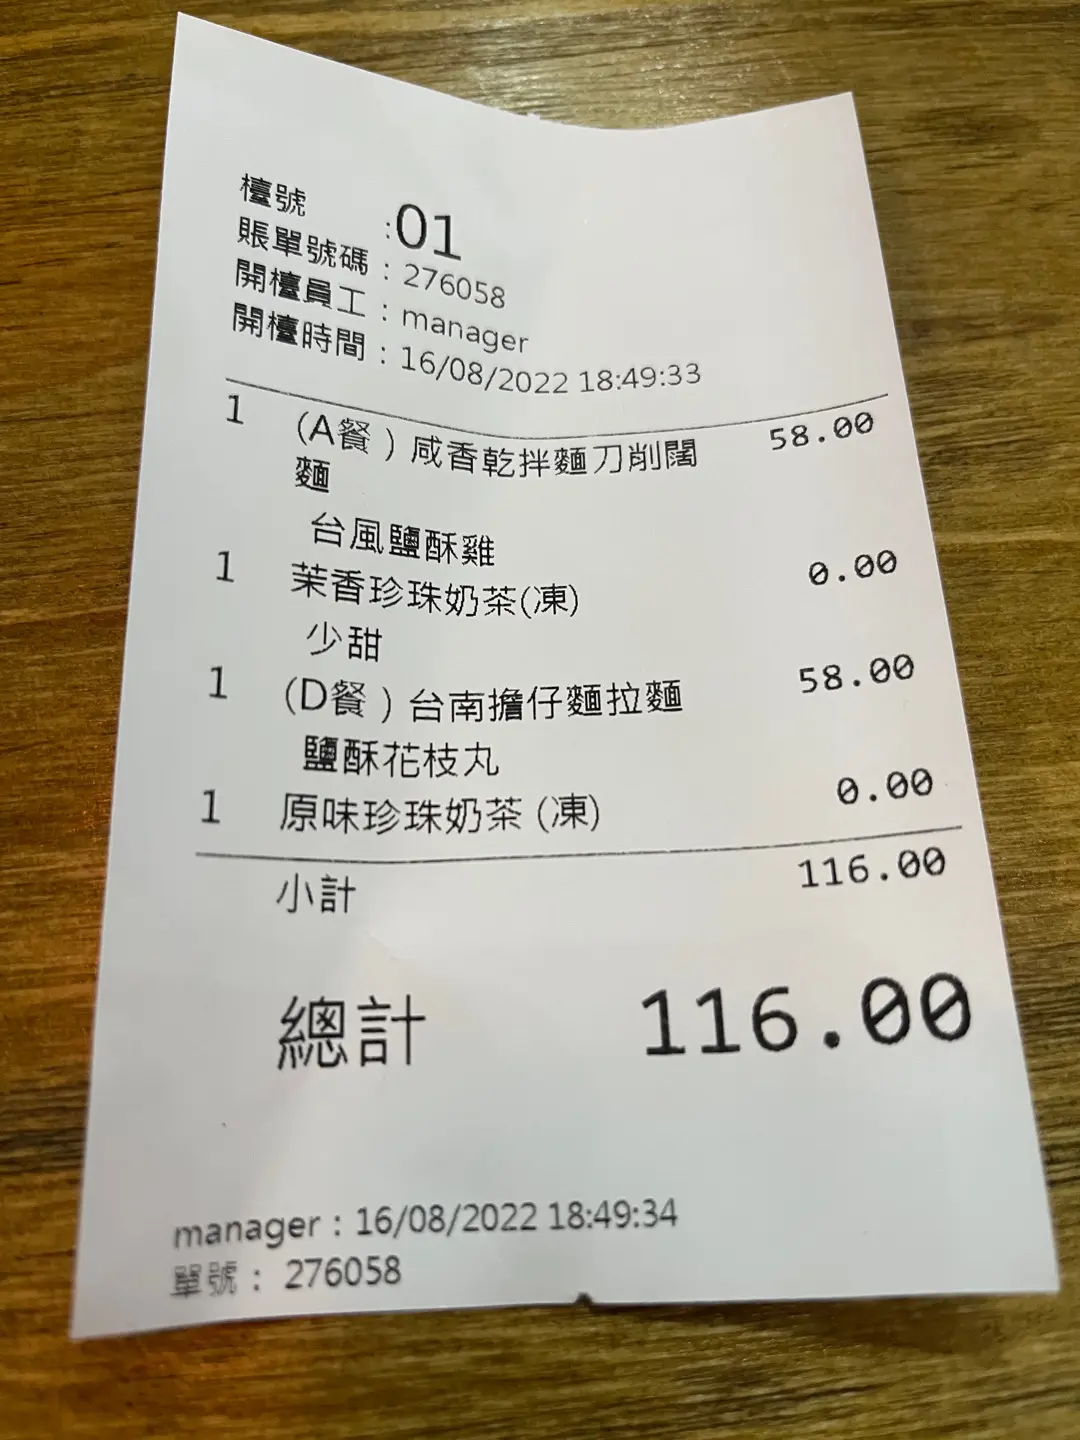 檯號 :01
賬單號碼 : 276058
開檯員工 : manager
開檯時間 : 16/08/2022 18:49:33
1 (A餐）咸香乾拌麵刀削闊 58.00
麵
台風鹽酥雞
1 茉香珍珠奶茶(凍) 0.00
少甜
1 (D餐）台南擔仔麵拉麵 58.00
鹽酥花枝丸
1 原味珍珠奶茶 (凍) 0.00
小計 116.00
總計 116.00
manager : 16/08/2022 18:49:34
單號 : 276058